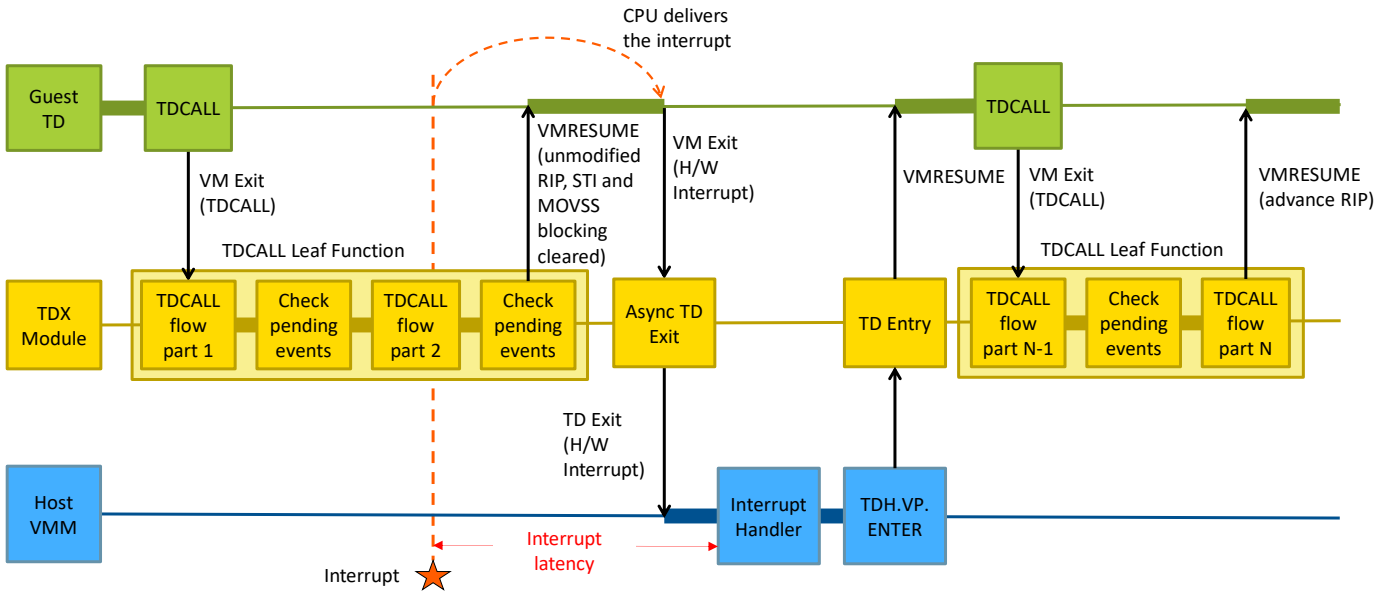 CPU delivers
the interrupt
Guest
TD
TDCALL
TDCALL
VM Exit
(TDCALL)
VMRESUME
(unmodified
RIP, STI and
MOVSS
blocking
cleared)
VM Exit
(H/W
Interrupt)
VMRESUME
VM Exit
(TDCALL)
VMRESUME
(advance RIP)
TDCALL Leaf Function
TDCALL Leaf Function
TDX
Module
TDCALL
flow
part 1
Check
pending
events
TDCALL
flow
part 2
Check
pending
events
Async TD
Exit
TD Entry
TDCALL
flow
part N-1
Check
pending
events
TDCALL
flow
part N
TD Exit
(H/W
Interrupt)
Host
VMM
Interrupt
Handler
TDH.VP.
ENTER
Interrupt
latency
Interrupt